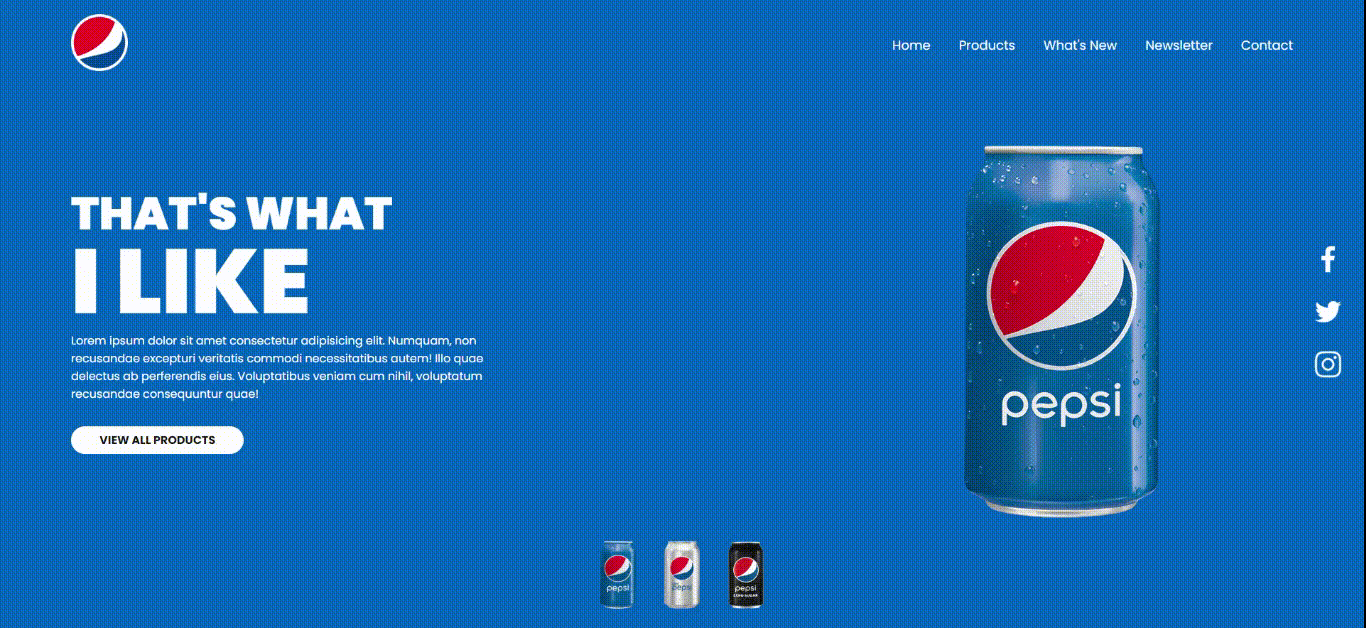 Home Products What's New Newsletter Contact
THAT'S WHAT
I LIKE
Lorem ipsum dolor sit amet consectetur adipisicing elit. Numquam, non
recusandae excepturi veritatis commodi necessitatibus autem! Illo quae
delectus ab perferendis eius. Voluptatibus veniam cum nihil, voluptatum
recusandae consequuntur quae!
VIEW ALL PRODUCTS
pepsi
pepsi pepsi pepsi
ZERO SUGAR